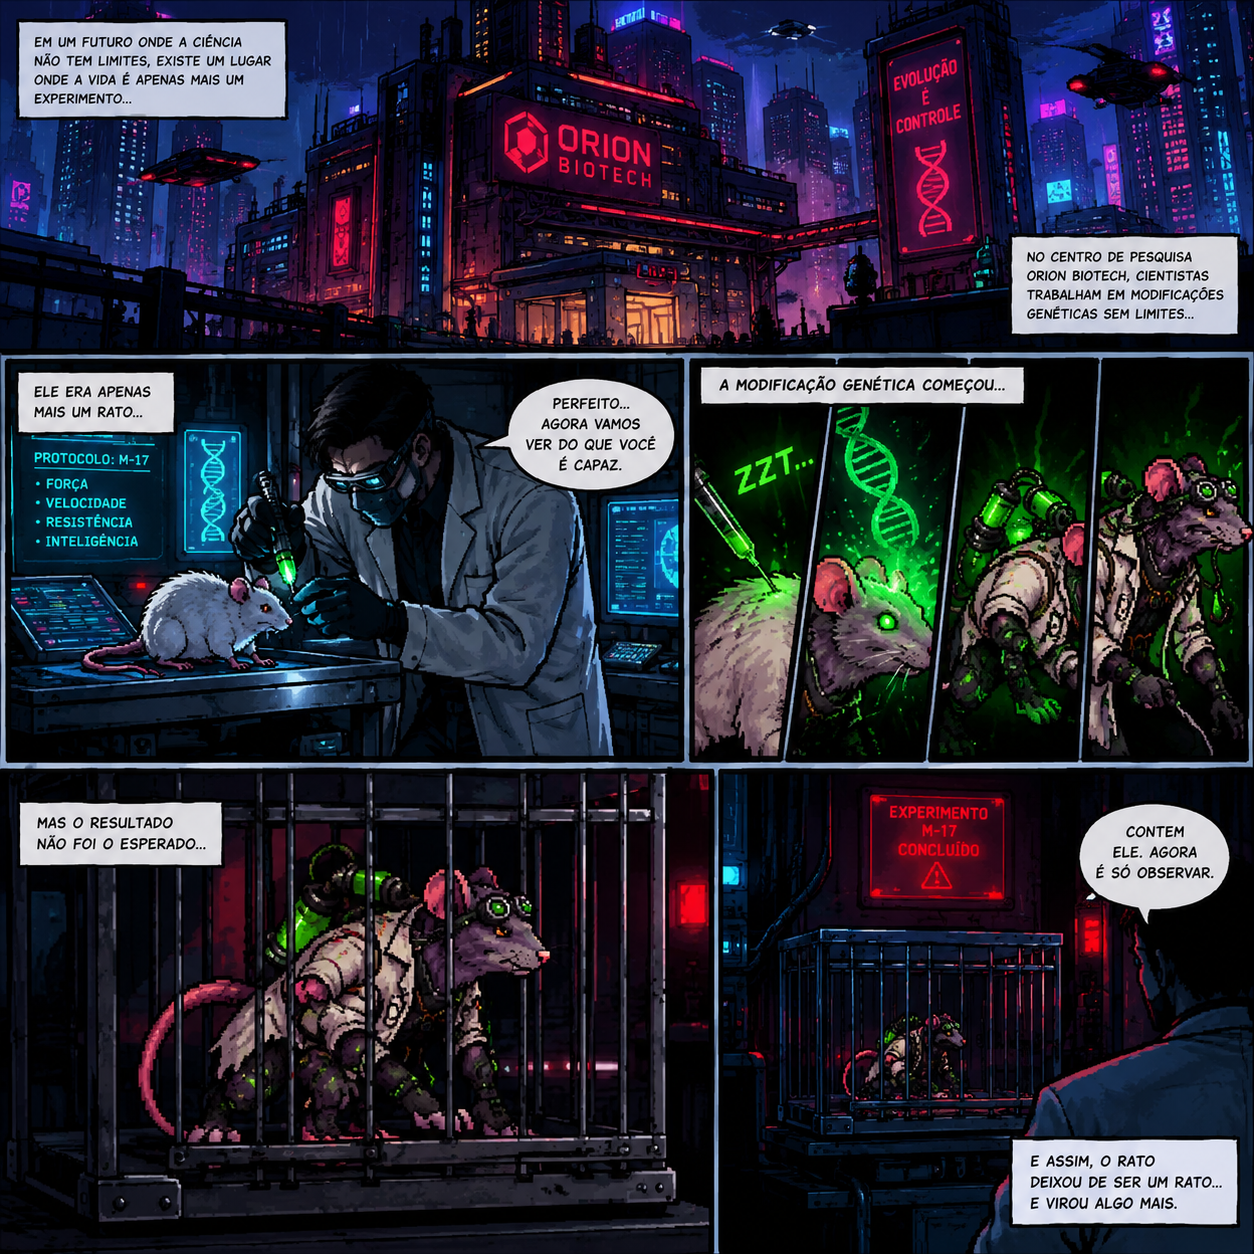 EM UM FUTURO ONDE A CIÊNCIA
NÃO TEM LIMITES, EXISTE UM LUGAR
ONDE A VIDA É APENAS MAIS UM
EXPERIMENTO...
ORION
BIOTECH
EVOLUÇÃO
É
CONTROLE
NO CENTRO DE PESQUISA
ORION BIOTECH, CIENTISTAS
TRABALHAM EM MODIFICAÇÕES
GENÉTICAS SEM LIMITES...
ELE ERA APENAS
MAIS UM RATO...
PROTOCOLO: M-17
• FORÇA
• VELOCIDADE
• RESISTÊNCIA
• INTELIGÊNCIA
PERFEITO...
AGORA VAMOS
VER DO QUE VOCÊ
É CAPAZ.
A MODIFICAÇÃO GENÉTICA COMEÇOU...
ZZT...
MAS O RESULTADO
NÃO FOI O ESPERADO...
EXPERIMENTO
M-17
CONCLUÍDO
CONTEM
ELE. AGORA
É SÓ OBSERVAR.
E ASSIM, O RATO
DEIXOU DE SER UM RATO...
E VIROU ALGO MAIS.